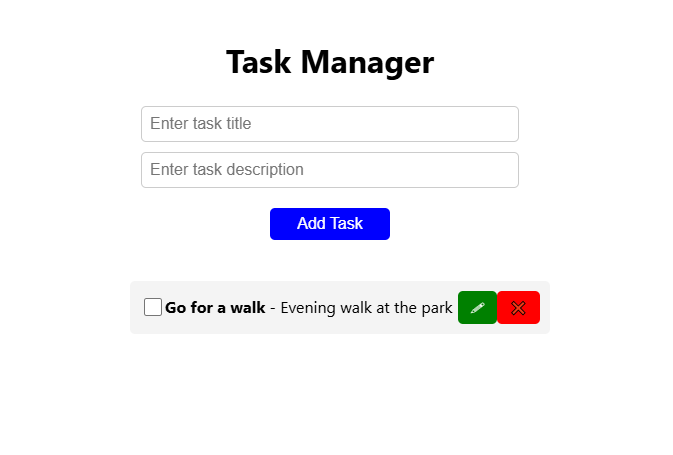 Task Manager
Enter task title
Enter task description
Add Task
Go for a walk - Evening walk at the park